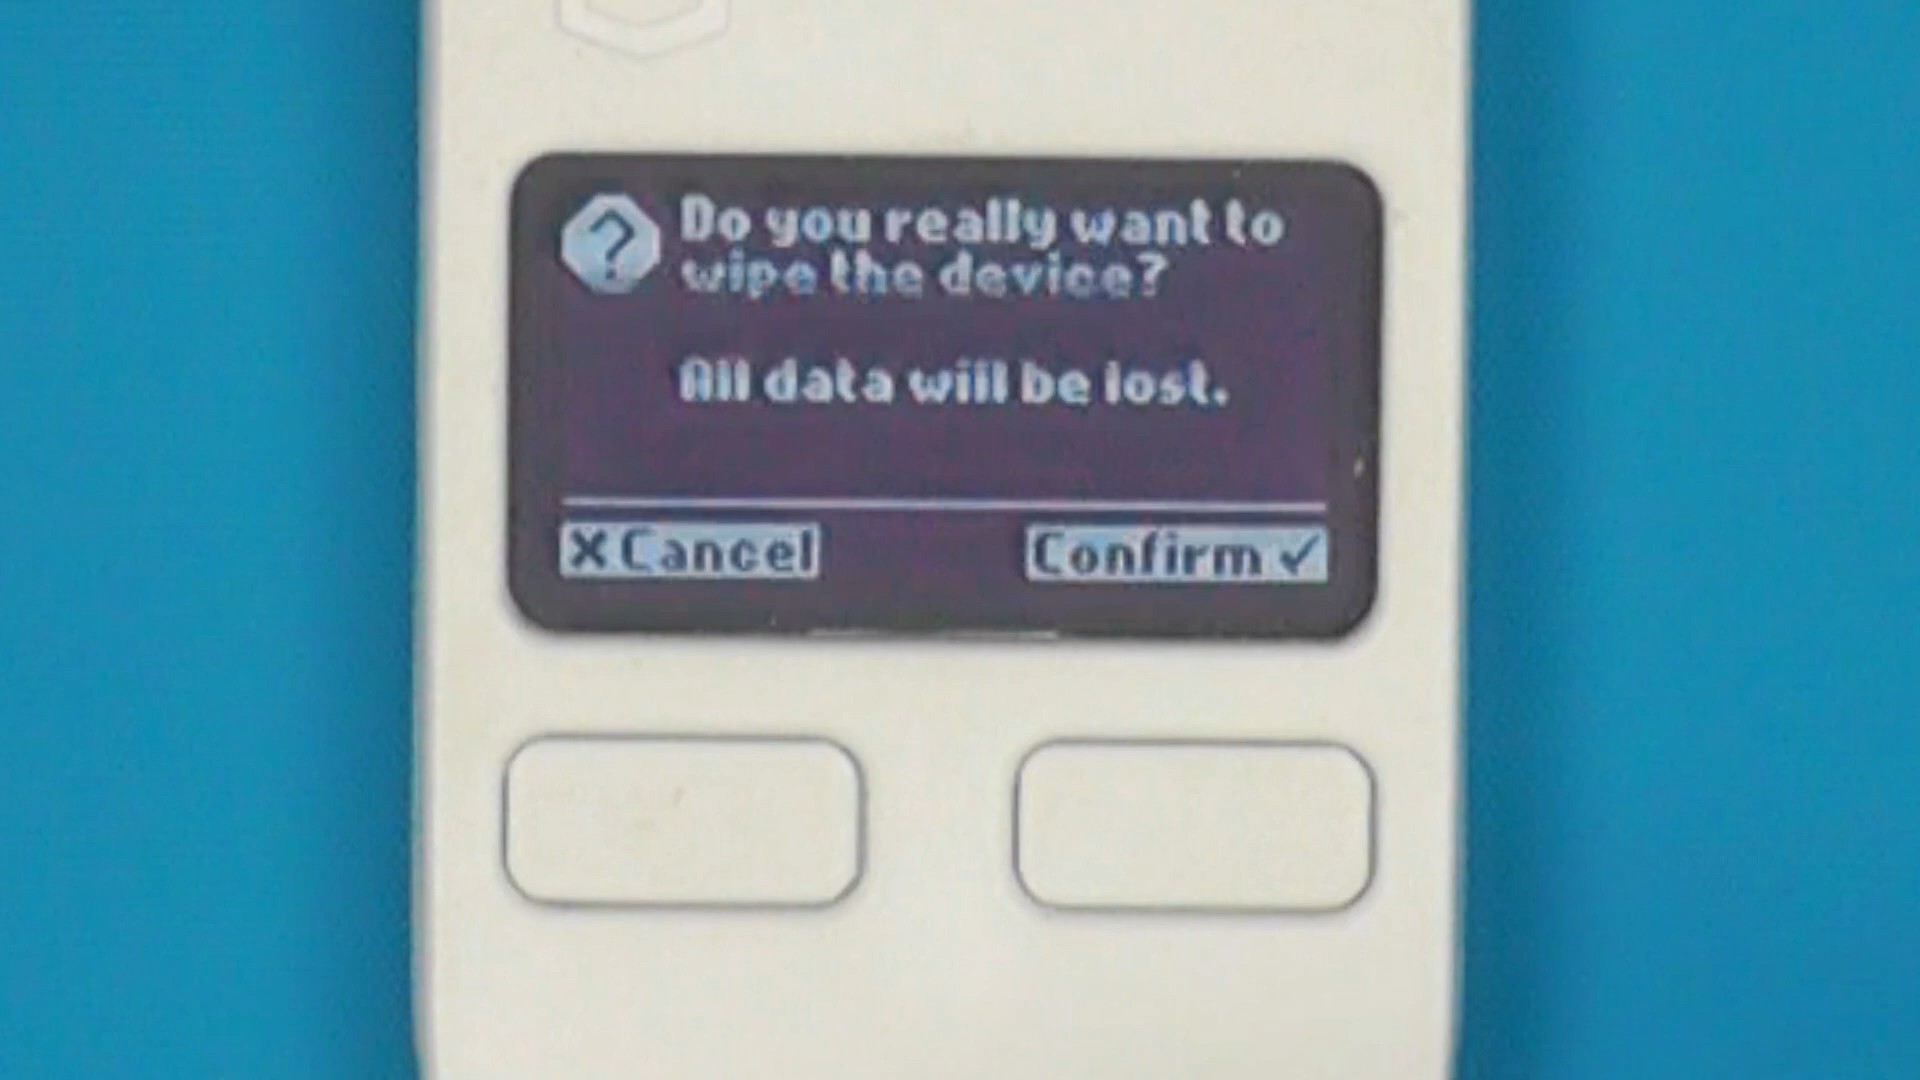 Do you really want to
wipe the device?
All data will be lost.
X Cancel
Confirm ✓